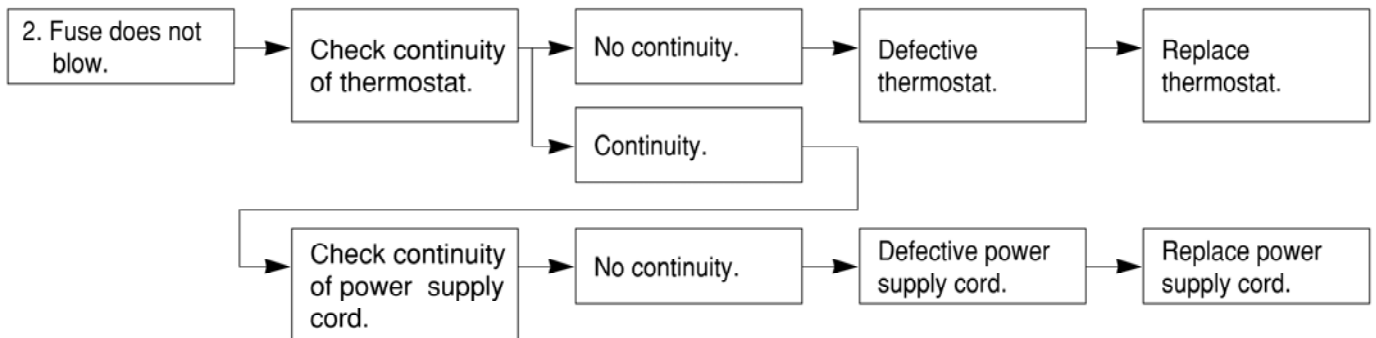 2. Fuse does not
blow.
Check continuity
of thermostat.
No continuity.
Defective
thermostat.
Replace
thermostat.
Continuity.
Check continuity
of power supply
cord.
No continuity.
Defective power
supply cord.
Replace power
supply cord.